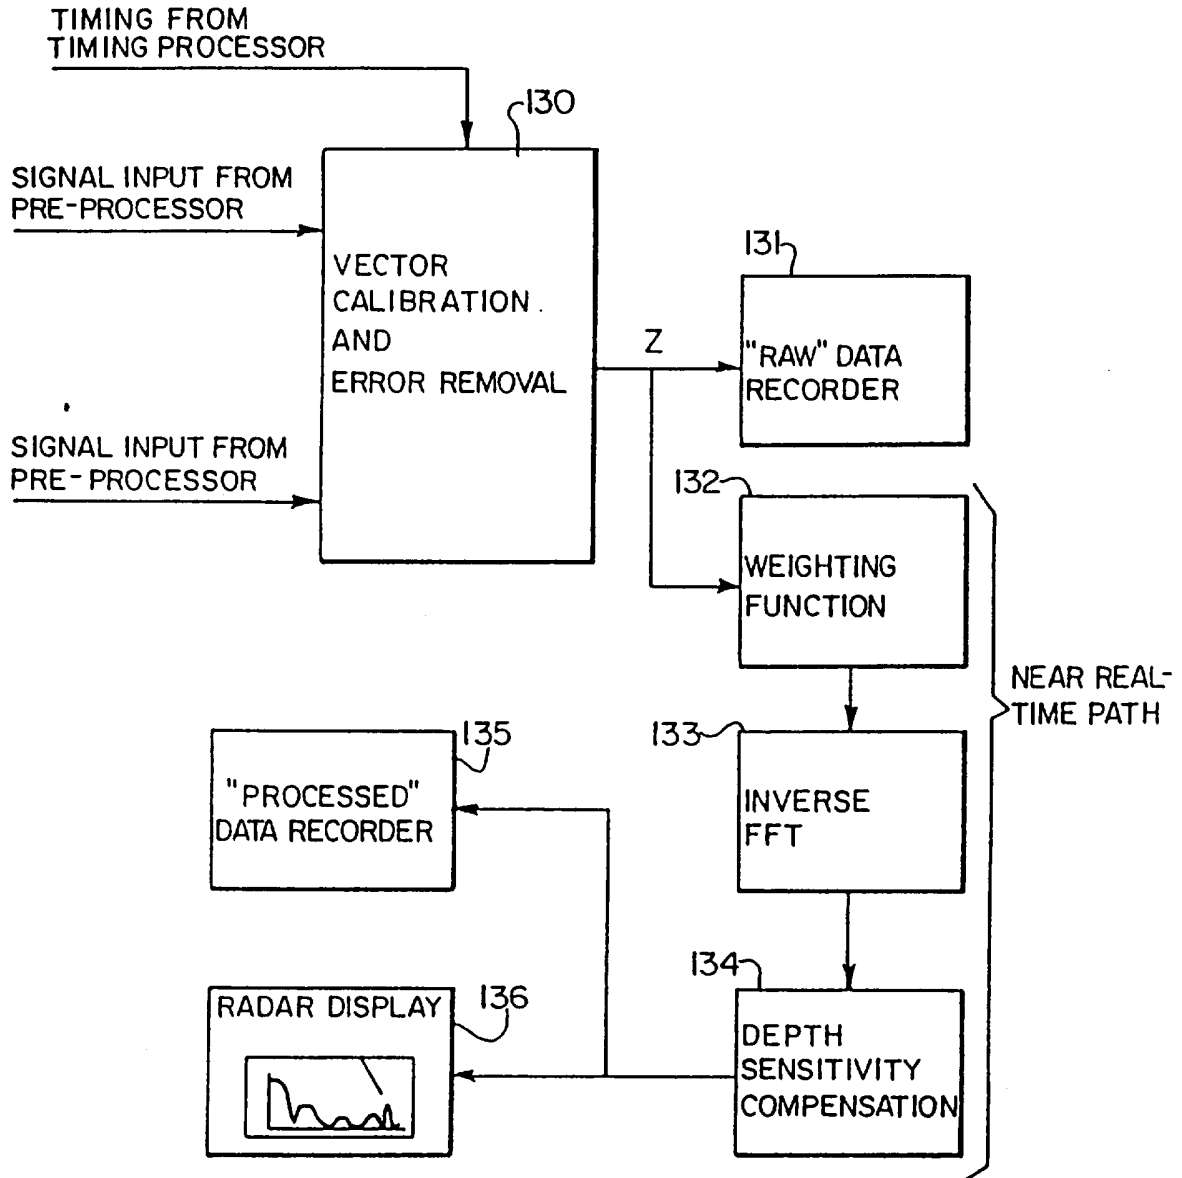 TIMING FROM
TIMING PROCESSOR
130
SIGNAL INPUT FROM
PRE-PROCESSOR
VECTOR
CALIBRATION
AND
ERROR REMOVAL
SIGNAL INPUT FROM
PRE-PROCESSOR
Z
131
"RAW" DATA
RECORDER
132
WEIGHTING
FUNCTION
NEAR REAL-
TIME PATH
133
INVERSE
FFT
134
DEPTH
SENSITIVITY
COMPENSATION
135
"PROCESSED"
DATA RECORDER
136
RADAR DISPLAY